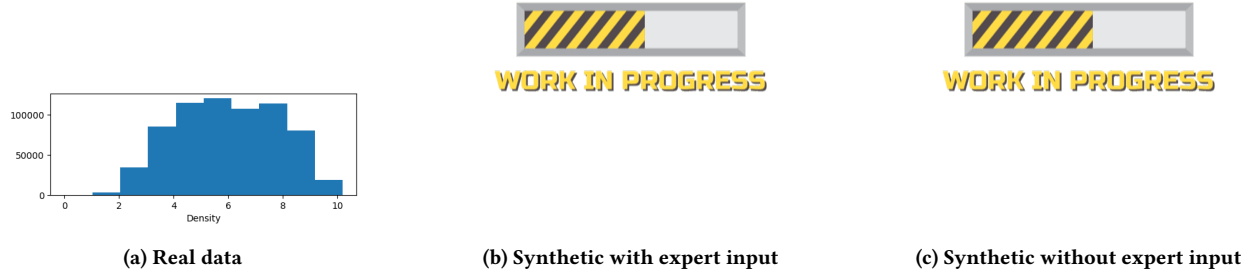 WORK IN PROGRESS
WORK IN PROGRESS
100000
50000
0
0 2 4 6 8 10
Density
(a) Real data
(b) Synthetic with expert input
(c) Synthetic without expert input